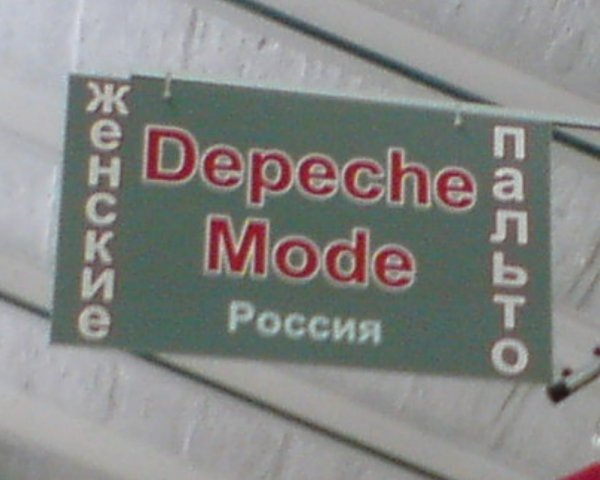 женские
Depeche
Mode
Россия
пальто